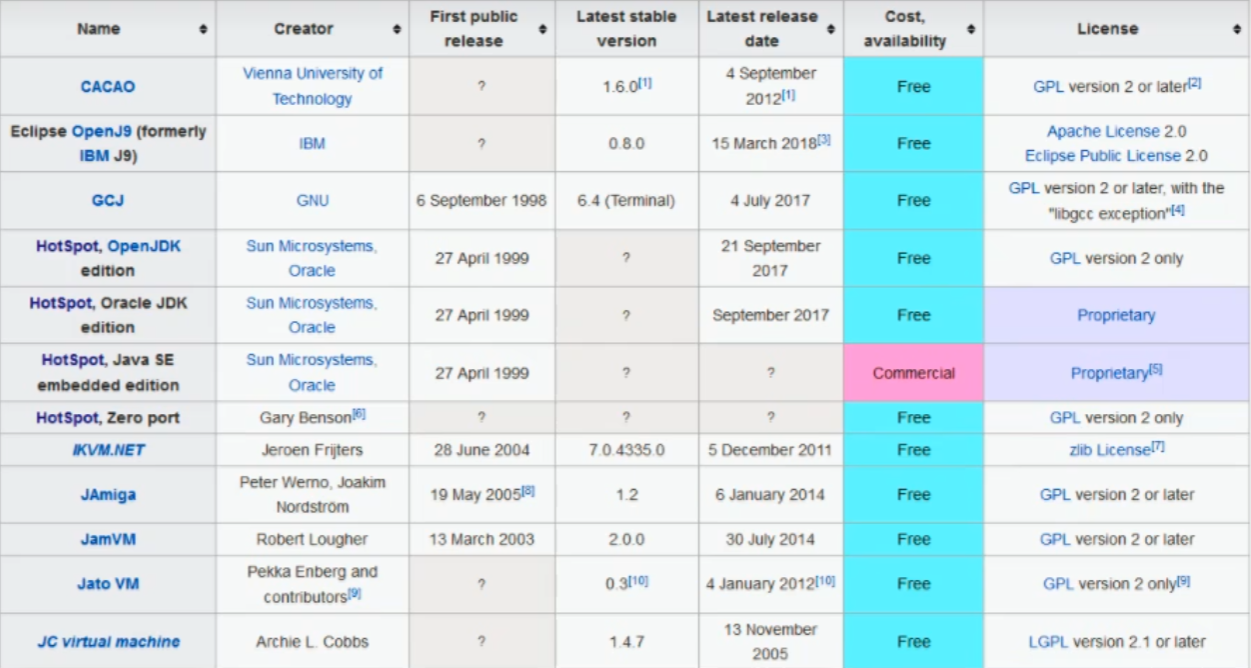 Name Creator First public release Latest stable version Latest release date Cost, availability License
CACAO Vienna University of Technology ? 1.6.0[1] 4 September 2012[1] Free GPL version 2 or later[2]
Eclipse OpenJ9 (formerly IBM J9) IBM ? 0.8.0 15 March 2018[3] Free Apache License 2.0 Eclipse Public License 2.0
GCJ GNU 6 September 1998 6.4 (Terminal) 4 July 2017 Free GPL version 2 or later, with the "libgcc exception"[4]
HotSpot, OpenJDK edition Sun Microsystems, Oracle 27 April 1999 ? 21 September 2017 Free GPL version 2 only
HotSpot, Oracle JDK edition Sun Microsystems, Oracle 27 April 1999 ? September 2017 Free Proprietary
HotSpot, Java SE embedded edition Sun Microsystems, Oracle 27 April 1999 ? ? Commercial Proprietary[5]
HotSpot, Zero port Gary Benson[6] ? ? ? Free GPL version 2 only
IKVM.NET Jeroen Frijters 28 June 2004 7.0.4335.0 5 December 2011 Free zlib License[7]
JAmiga Peter Werno, Joakim Nordström 19 May 2005[8] 1.2 6 January 2014 Free GPL version 2 or later
JamVM Robert Lougher 13 March 2003 2.0.0 30 July 2014 Free GPL version 2 or later
Jato VM Pekka Enberg and contributors[9] ? 0.3[10] 4 January 2012[10] Free GPL version 2 only[9]
JC virtual machine Archie L. Cobbs ? 1.4.7 13 November 2005 Free LGPL version 2.1 or later